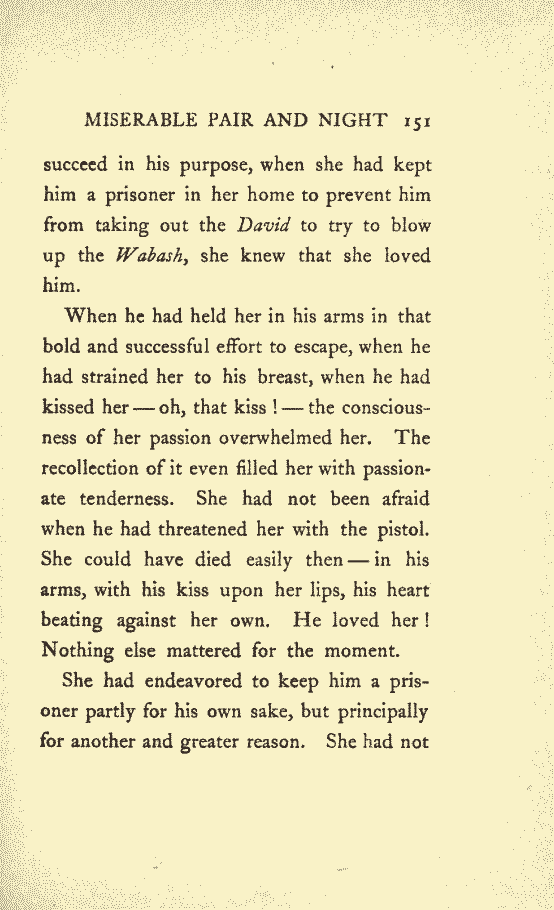 MISERABLE PAIR AND NIGHT 151
succeed in his purpose, when she had kept
him a prisoner in her home to prevent him
from taking out the David to try to blow
up the Wabash, she knew that she loved
him.
When he had held her in his arms in that
bold and successful effort to escape, when he
had strained her to his breast, when he had
kissed her — oh, that kiss ! — the conscious-
ness of her passion overwhelmed her. The
recollection of it even filled her with passion-
ate tenderness. She had not been afraid
when he had threatened her with the pistol.
She could have died easily then — in his
arms, with his kiss upon her lips, his heart
beating against her own. He loved her !
Nothing else mattered for the moment.
She had endeavored to keep him a pris-
oner partly for his own sake, but principally
for another and greater reason. She had not